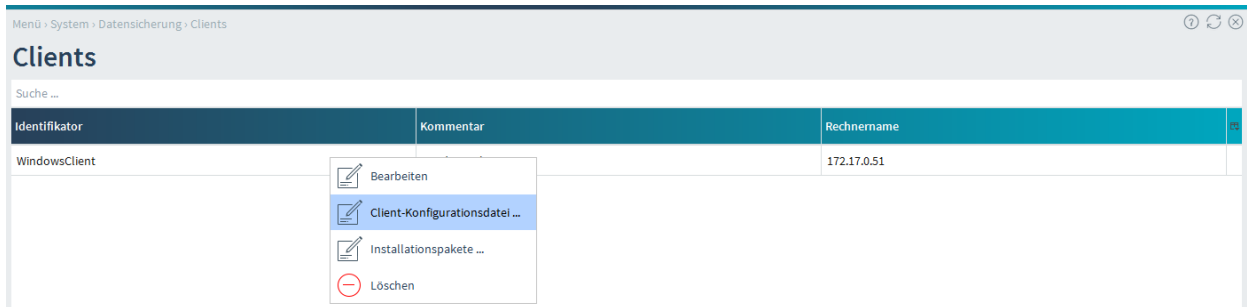 Menü › System › Datensicherung › Clients
Clients
Suche ...
Identifikator Kommentar Rechnername
WindowsClient 172.17.0.51
Bearbeiten
Client-Konfigurationsdatei ...
Installationspakete ...
Löschen